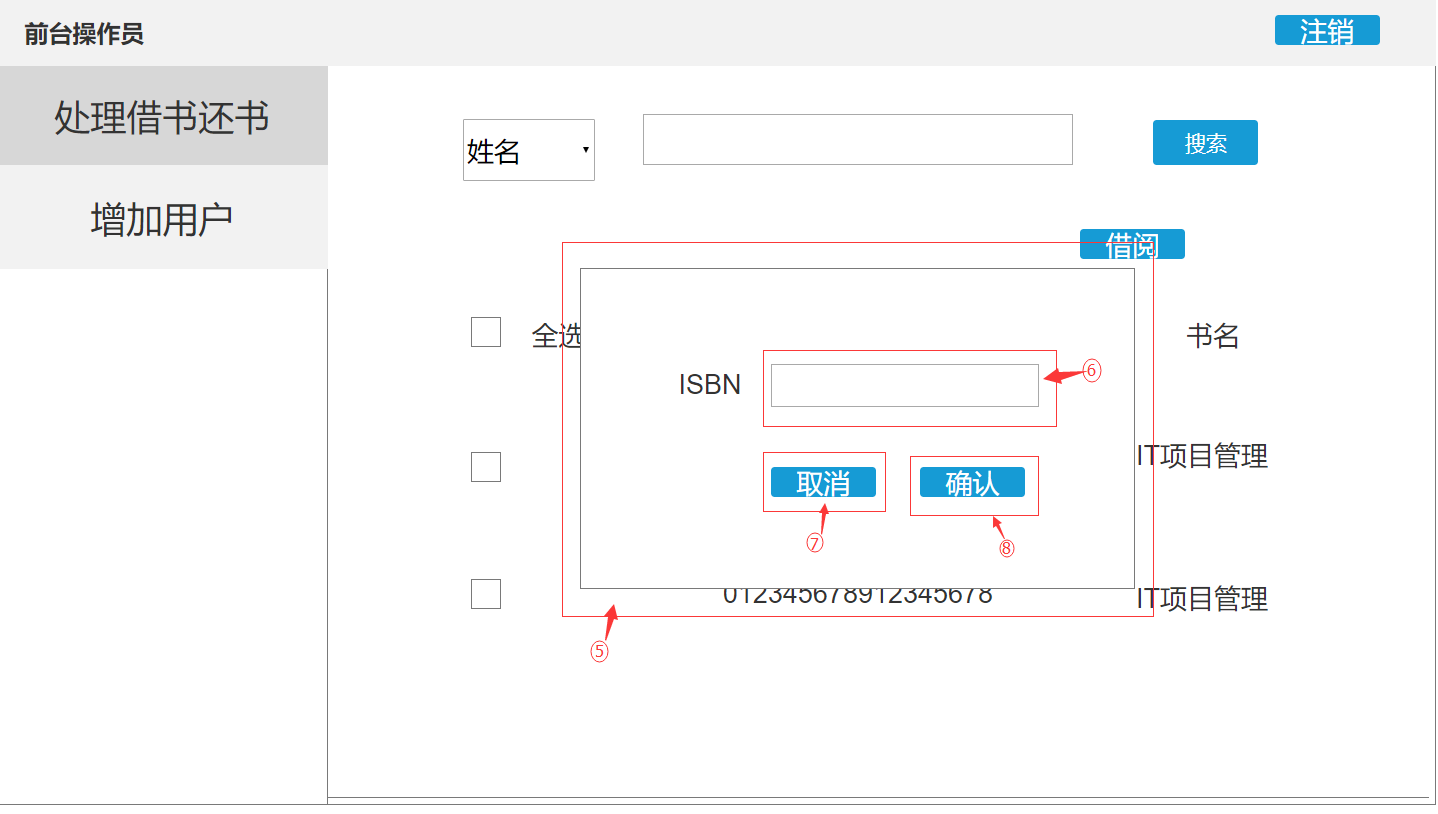 前台操作员
注销
处理借书还书
增加用户
姓名
搜索
借阅
全选
书名
ISBN
⑥
IT项目管理
取消
确认
⑦
⑧
012345678912345678
IT项目管理
⑤